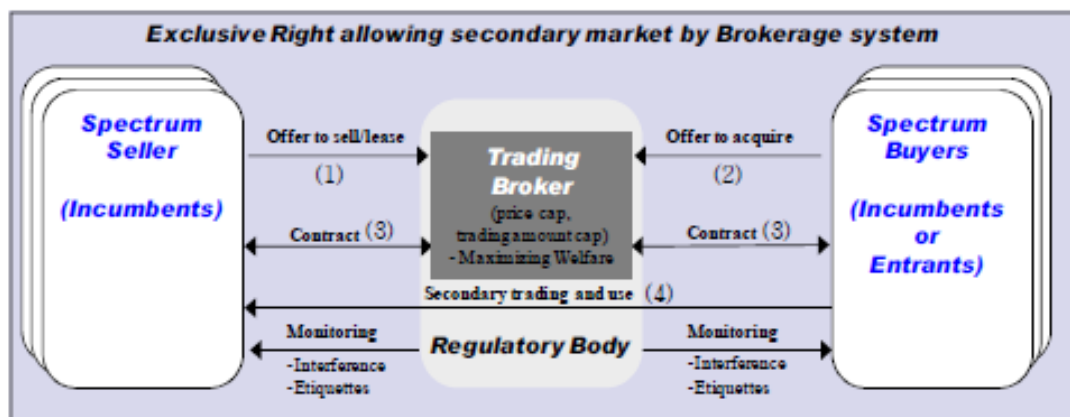 Exclusive Right allowing secondary market by Brokerage system
Spectrum
Seller
(Incumbents)
Offer to sell/lease
(1)
Contract (3)
Trading
Broker
(price cap,
trading amount cap)
- Maximizing Welfare
Offer to acquire
(2)
Contract (3)
Spectrum
Buyers
(Incumbents
or
Entrants)
Secondary trading and use (4)
Monitoring
-Interference
-Etiquettes
Regulatory Body
Monitoring
-Interference
-Etiquettes